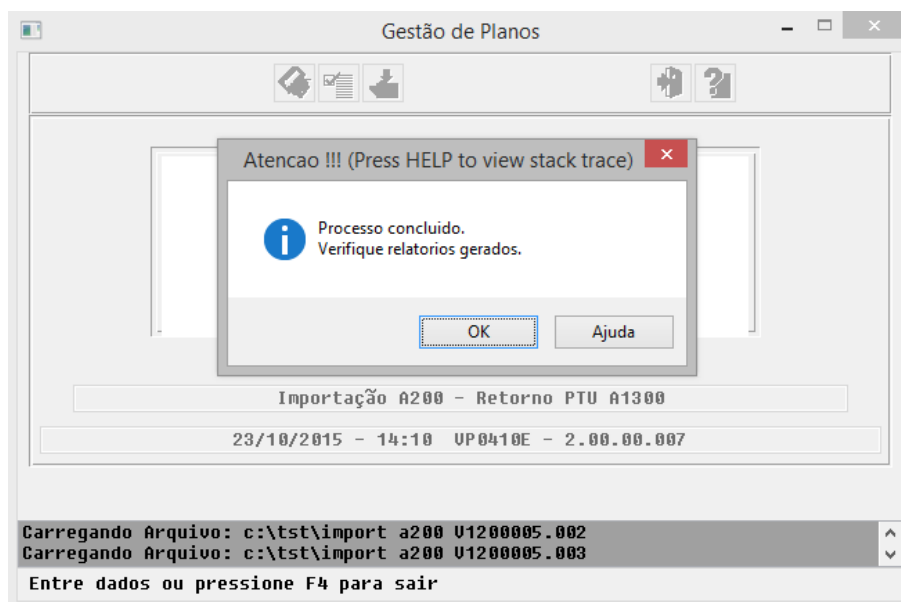 Gestão de Planos
Atencao !!! (Press HELP to view stack trace)
Processo concluido.
Verifique relatorios gerados.
OK
Ajuda
Importação A200 - Retorno PTU A1300
23/10/2015 - 14:10 VP0410E - 2.00.00.007
Carregando Arquivo: c:\tst\import a200 V1200005.002
Carregando Arquivo: c:\tst\import a200 V1200005.003
Entre dados ou pressione F4 para sair